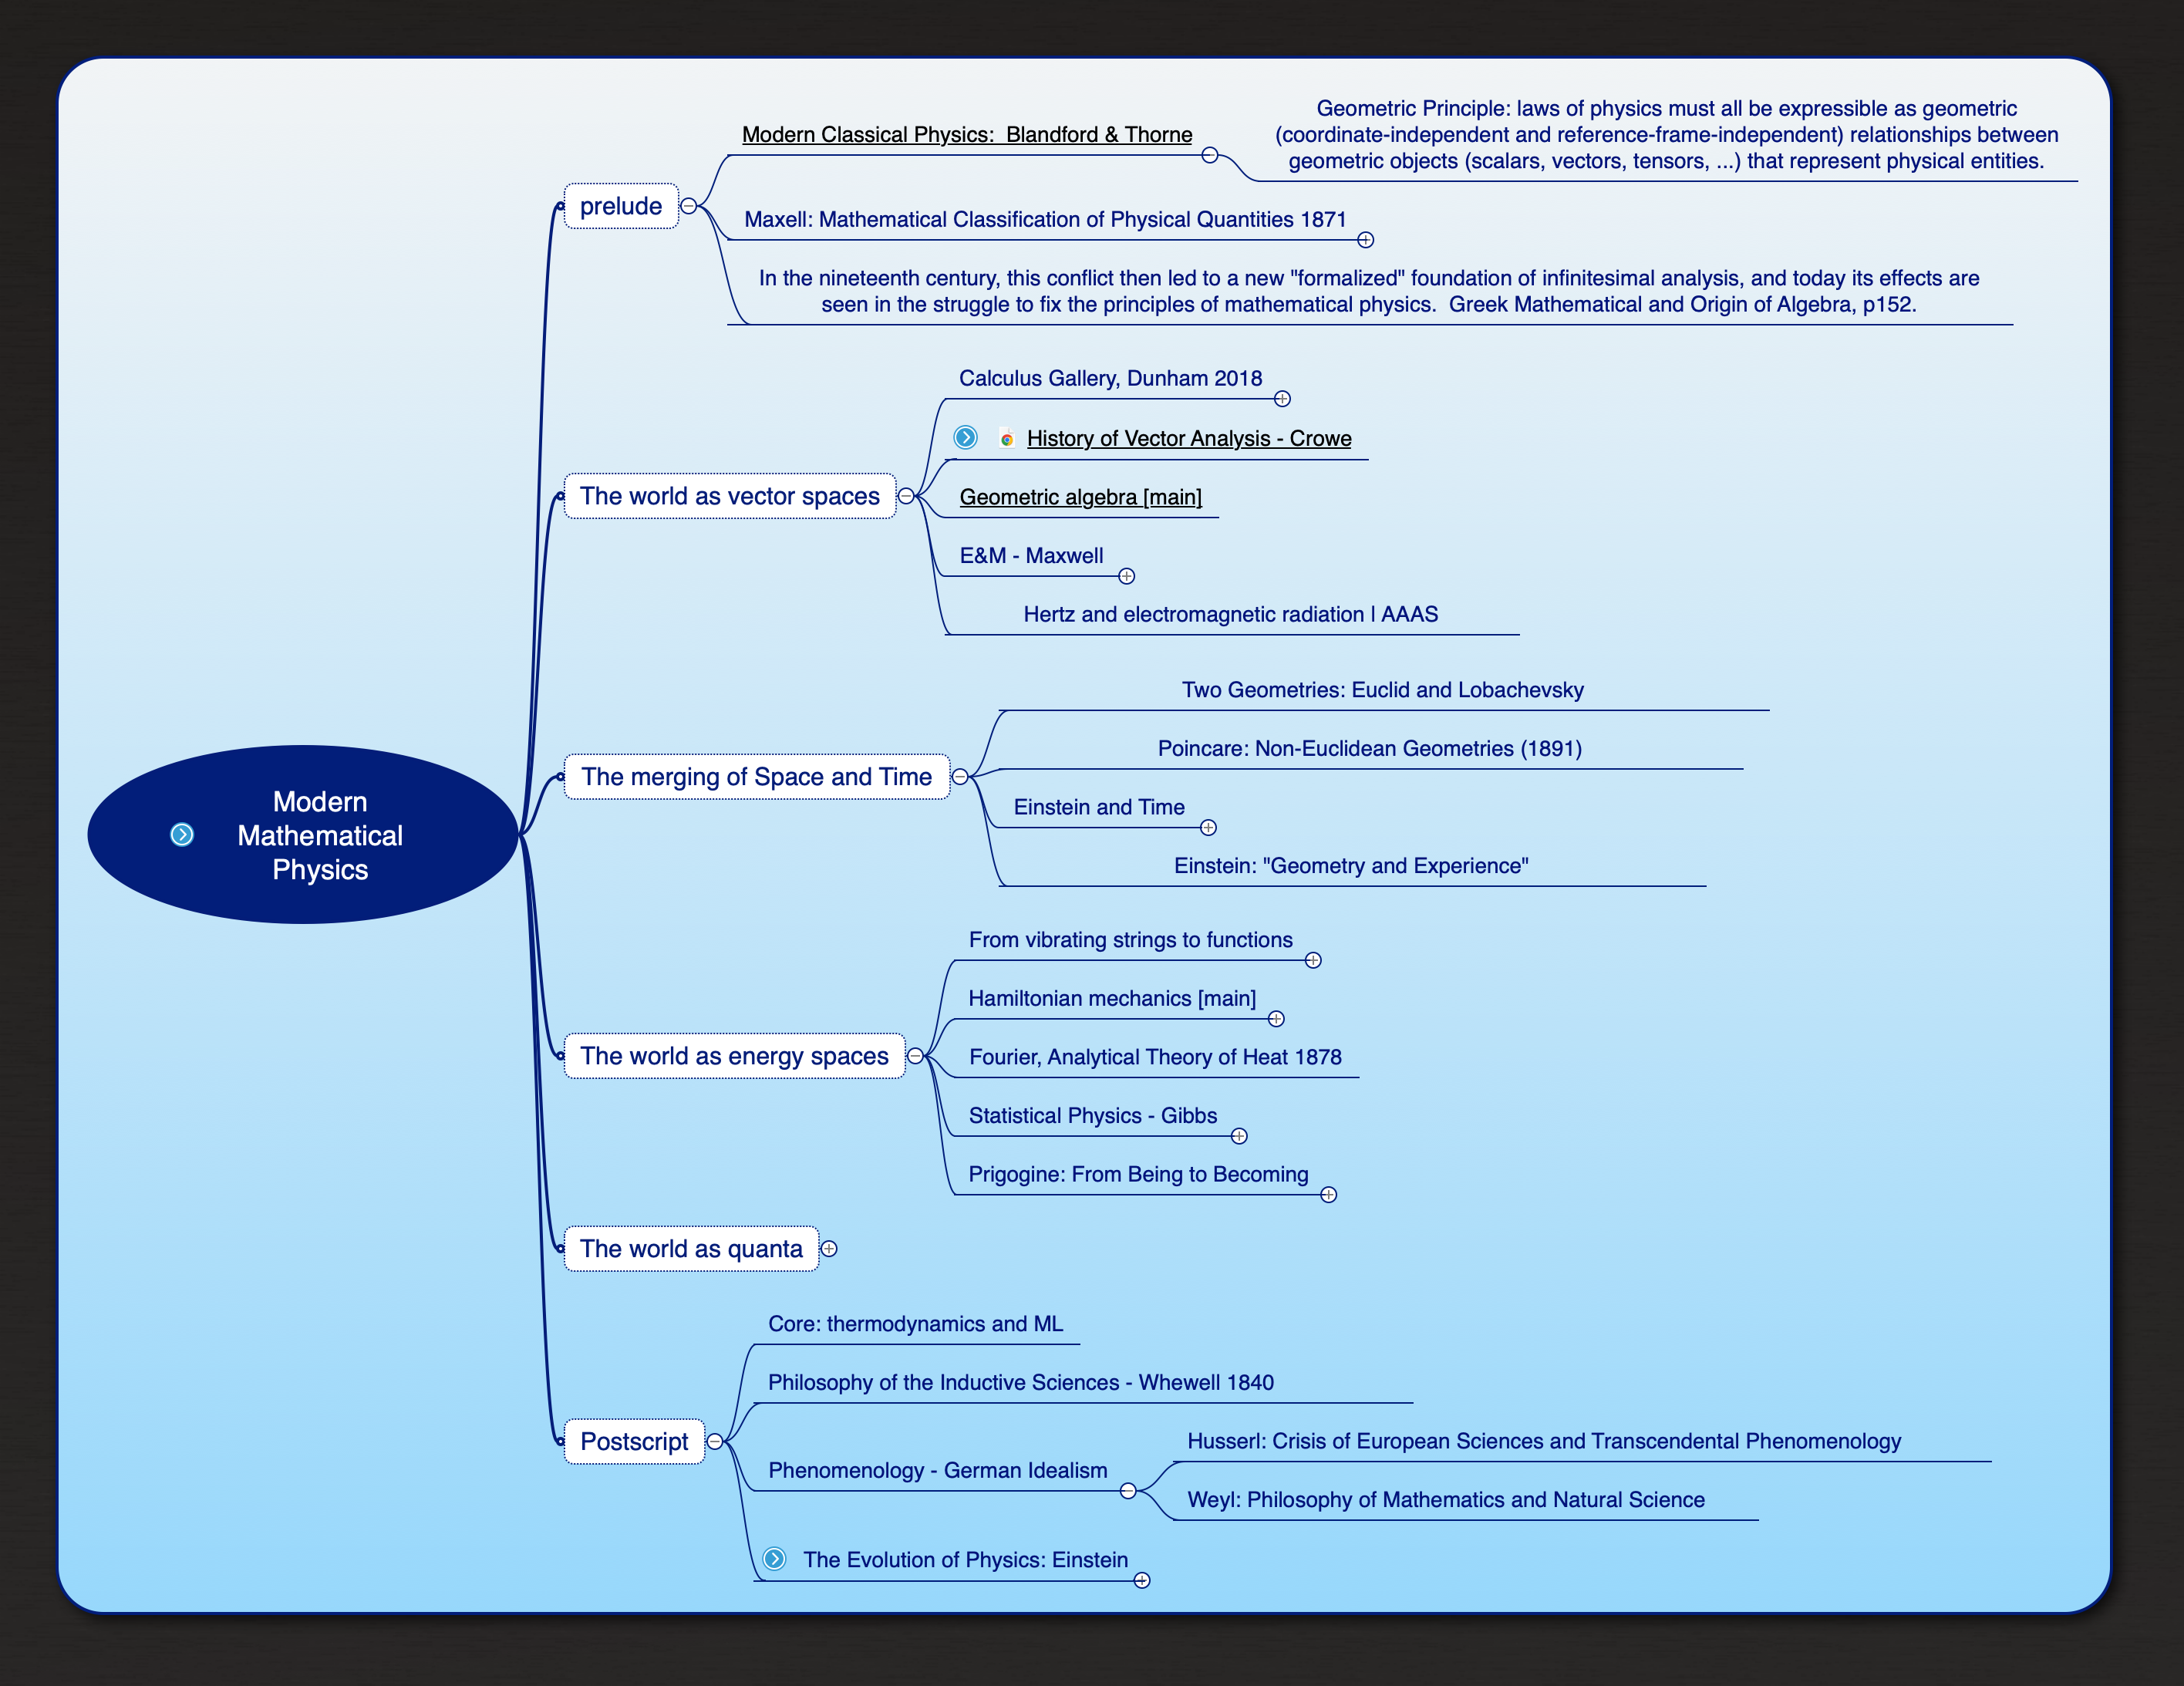 Modern
Mathematical
Physics
prelude
Modern Classical Physics:  Blandford & Thorne
Geometric Principle: laws of physics must all be expressible as geometric
(coordinate-independent and reference-frame-independent) relationships between
geometric objects (scalars, vectors, tensors, ...) that represent physical entities.
Maxell: Mathematical Classification of Physical Quantities 1871
In the nineteenth century, this conflict then led to a new "formalized" foundation of infinitesimal analysis, and today its effects are
seen in the struggle to fix the principles of mathematical physics.  Greek Mathematical and Origin of Algebra, p152.
The world as vector spaces
Calculus Gallery, Dunham 2018
History of Vector Analysis - Crowe
Geometric algebra [main]
E&M - Maxwell
Hertz and electromagnetic radiation | AAAS
The merging of Space and Time
Two Geometries: Euclid and Lobachevsky
Poincare: Non-Euclidean Geometries (1891)
Einstein and Time
Einstein: "Geometry and Experience"
The world as energy spaces
From vibrating strings to functions
Hamiltonian mechanics [main]
Fourier, Analytical Theory of Heat 1878
Statistical Physics - Gibbs
Prigogine: From Being to Becoming
The world as quanta
Postscript
Core: thermodynamics and ML
Philosophy of the Inductive Sciences - Whewell 1840
Phenomenology - German Idealism
Husserl: Crisis of European Sciences and Transcendental Phenomenology
Weyl: Philosophy of Mathematics and Natural Science
The Evolution of Physics: Einstein